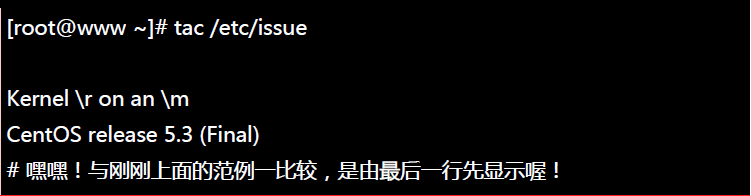 [root@www ~]# tac /etc/issue
Kernel \r on an \m
CentOS release 5.3 (Final)
# 嘿嘿！与刚刚上面的范例一比较，是由最后一行先显示喔！